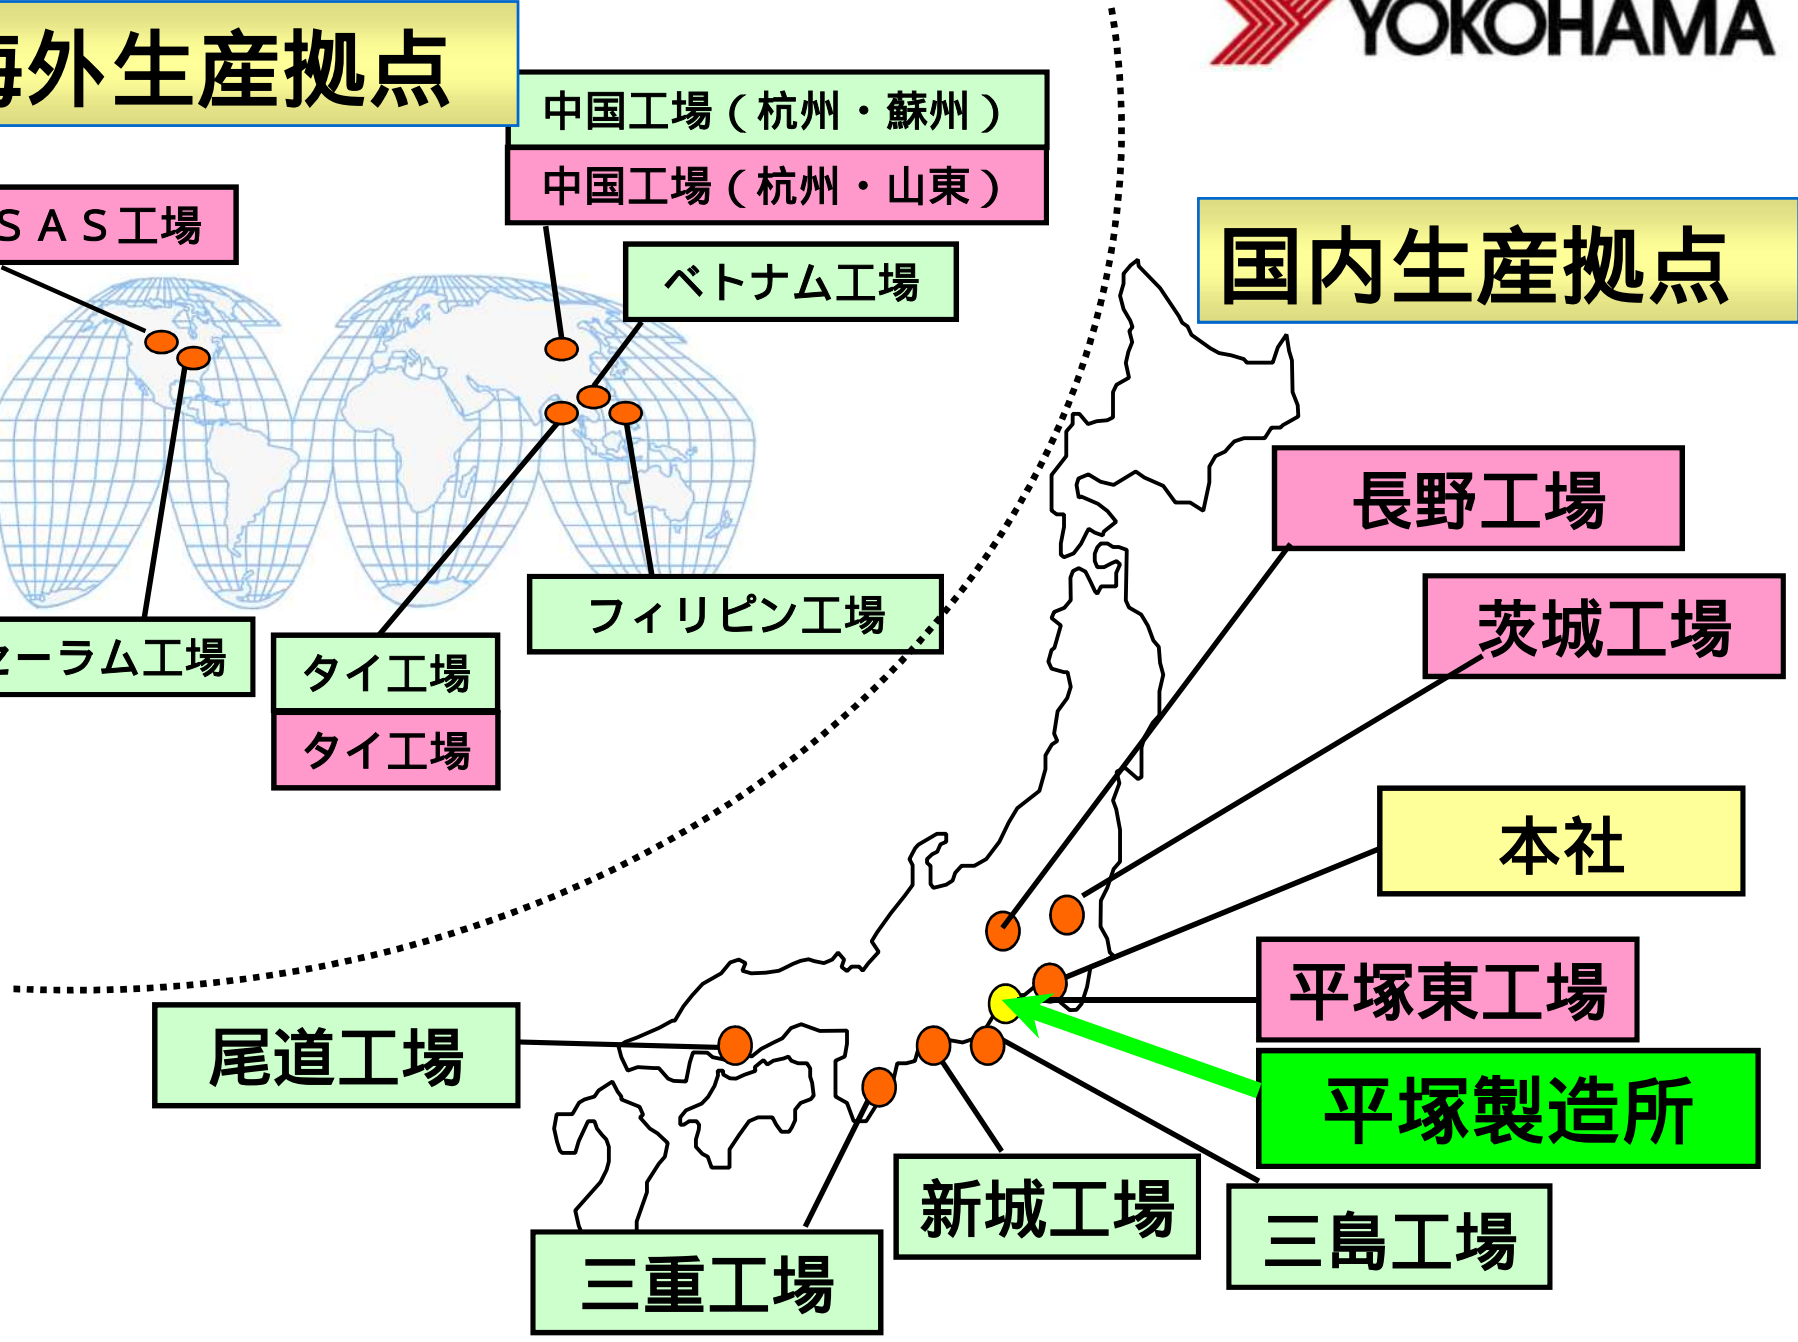 海外生産拠点
YOKOHAMA
中国工場(杭州・蘇州)
中国工場(杭州・山東)
SAS工場
ベトナム工場
国内生産拠点
長野工場
茨城工場
フィリピン工場
セーラム工場
タイ工場
タイ工場
本社
平塚東工場
尾道工場
平塚製造所
新城工場
三島工場
三重工場